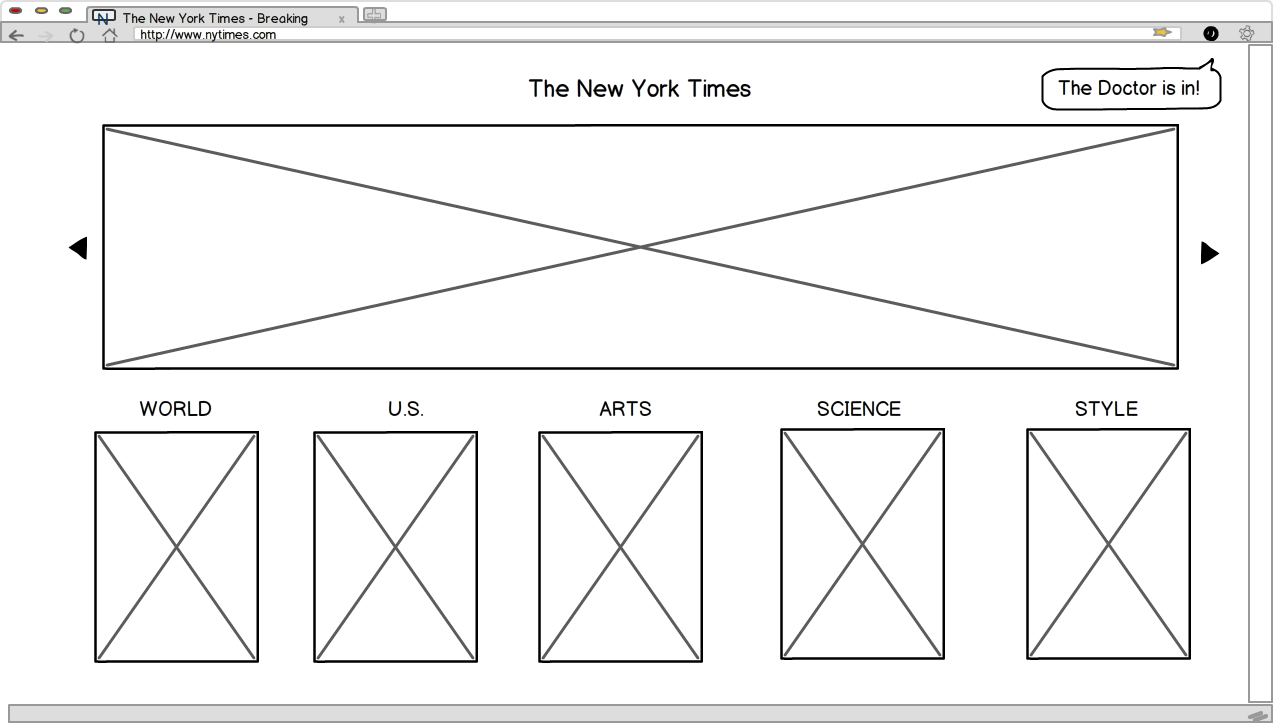 The New York Times - Breaking
x
http://www.nytimes.com
The New York Times
The Doctor is in!
WORLD
U.S.
ARTS
SCIENCE
STYLE